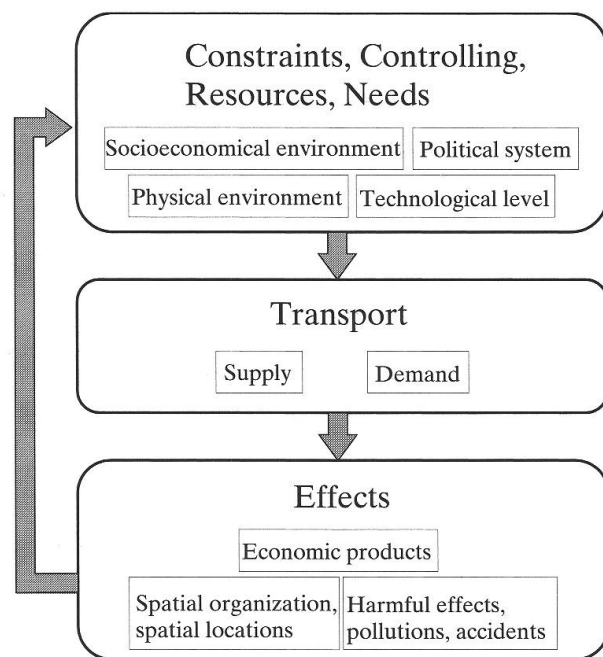 Constraints, Controlling,
Resources, Needs
Socioeconomical environment
Political system
Physical environment
Technological level
Transport
Supply
Demand
Effects
Economic products
Spatial organization,
spatial locations
Harmful effects,
pollutions, accidents